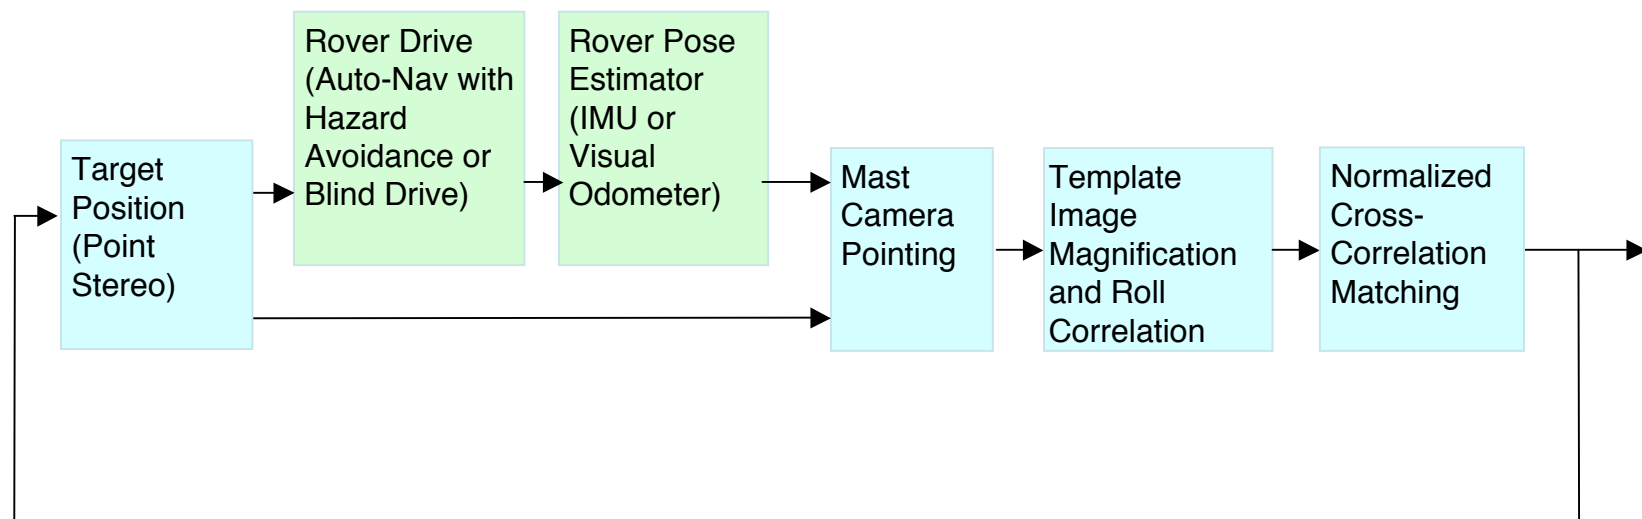 Target
Position
(Point
Stereo)
Rover Drive
(Auto-Nav with
Hazard
Avoidance or
Blind Drive)
Rover Pose
Estimator
(IMU or
Visual
Odometer)
Mast
Camera
Pointing
Template
Image
Magnification
and Roll
Correlation
Normalized
Cross-
Correlation
Matching